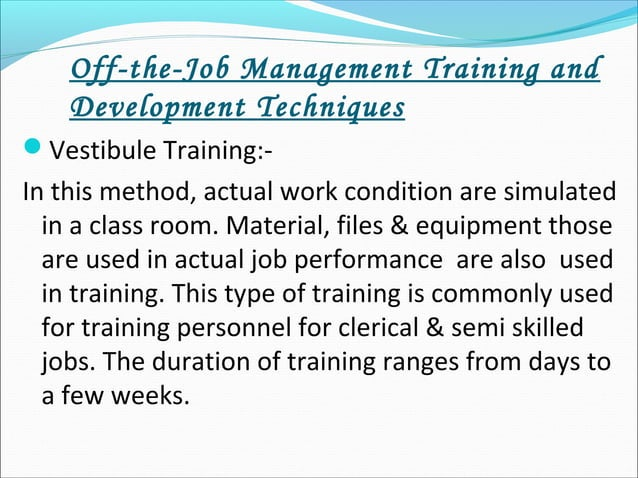 Off-the-Job Management Training and
Development Techniques
Vestibule Training:-
In this method, actual work condition are simulated
in a class room. Material, files & equipment those
are used in actual job performance are also used
in training. This type of training is commonly used
for training personnel for clerical & semi skilled
jobs. The duration of training ranges from days to
a few weeks.